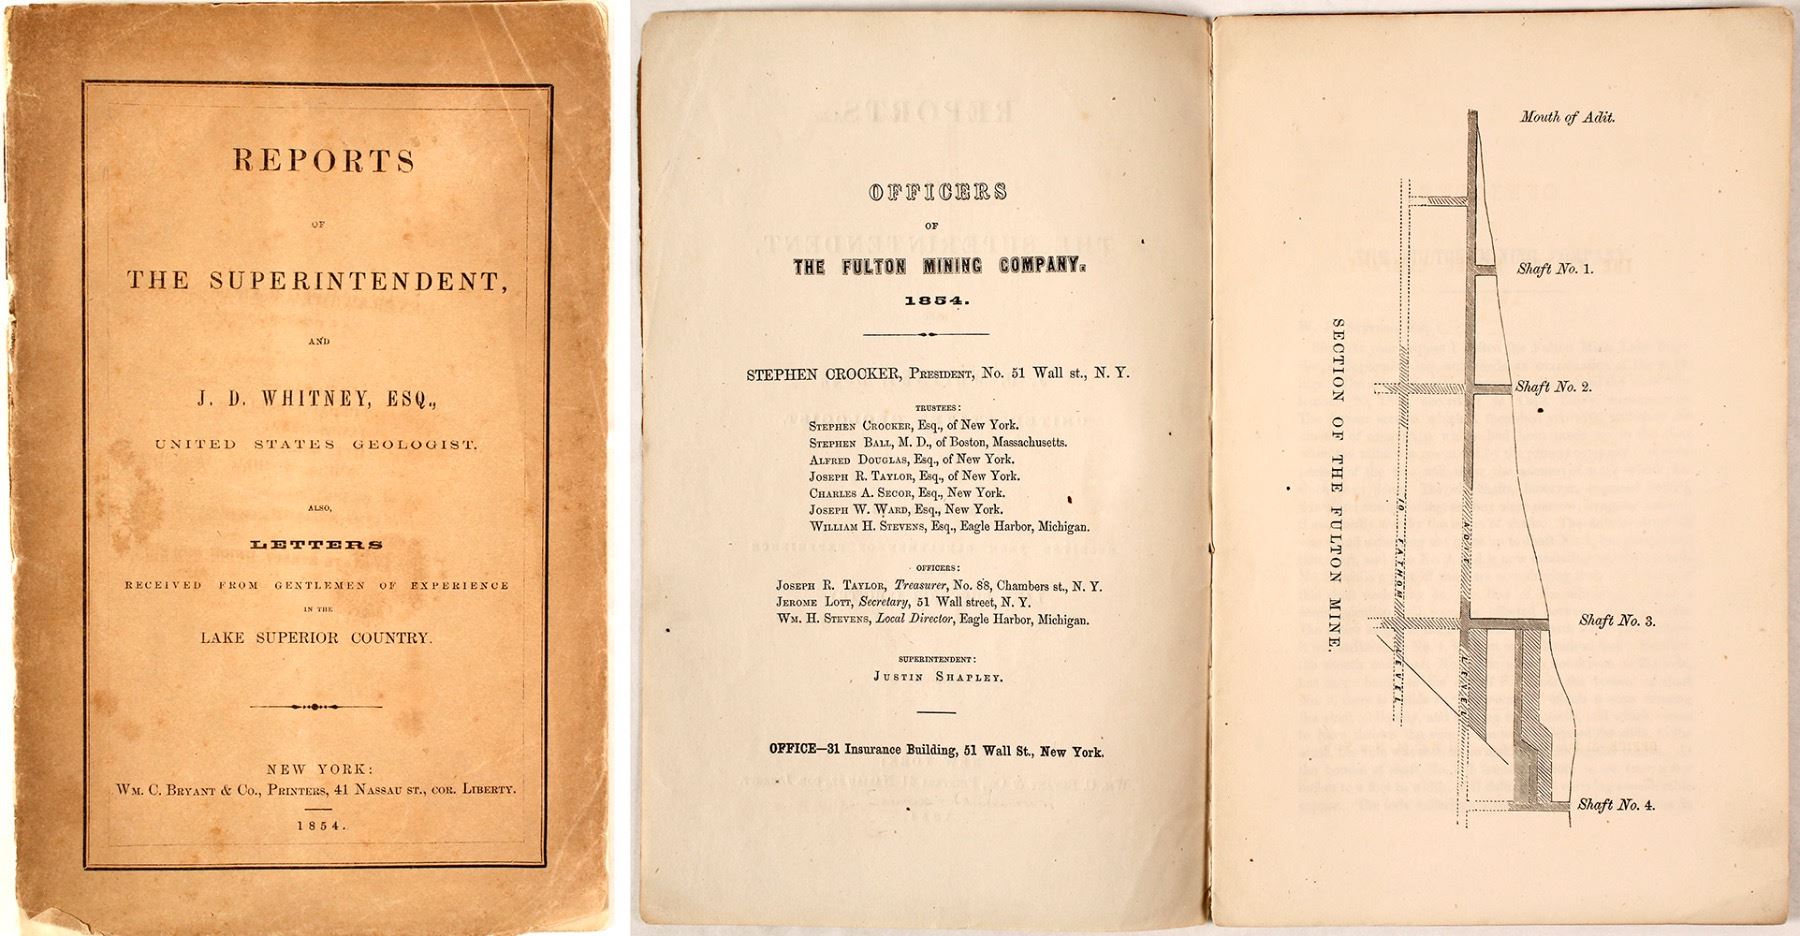 REPORTS
OF
THE SUPERINTENDENT,
AND
J. D. WHITNEY, ESQ.,
UNITED STATES GEOLOGIST.
ALSO,
LETTERS
RECEIVED FROM GENTLEMEN OF EXPERIENCE
IN THE
LAKE SUPERIOR COUNTRY.
NEW YORK:
WM. C. BRYANT & CO., PRINTERS, 41 NASSAU ST., COR. LIBERTY.
1854.
OFFICERS
OF
THE FULTON MINING COMPANY.
1854.
STEPHEN CROCKER, PRESIDENT, No. 51 Wall st., N. Y.
TRUSTEES:
STEPHEN CROCKER, Esq., of New York.
STEPHEN BALL, M. D., of Boston, Massachusetts.
ALFRED DOUGLAS, Esq., of New York.
JOSEPH R. TAYLOR, Esq., of New York.
CHARLES A. SECOR, Esq., New York.
JOSEPH W. WARD, Esq., New York.
WILLIAM H. STEVENS, Esq., Eagle Harbor, Michigan.
OFFICERS:
JOSEPH R. TAYLOR, Treasurer, No. 88, Chambers st., N. Y.
JEROME LOTT, Secretary, 51 Wall street, N. Y.
WM. H. STEVENS, Local Director, Eagle Harbor, Michigan.
SUPERINTENDENT:
JUSTIN SHAPLEY.
OFFICE—31 Insurance Building, 51 Wall St., New York.
Mouth of Adit.
Shaft No. 1.
Shaft No. 2.
Shaft No. 3.
Shaft No. 4.
SECTION OF THE FULTON MINE.
10 FATHOM LEVEL
LEVEL